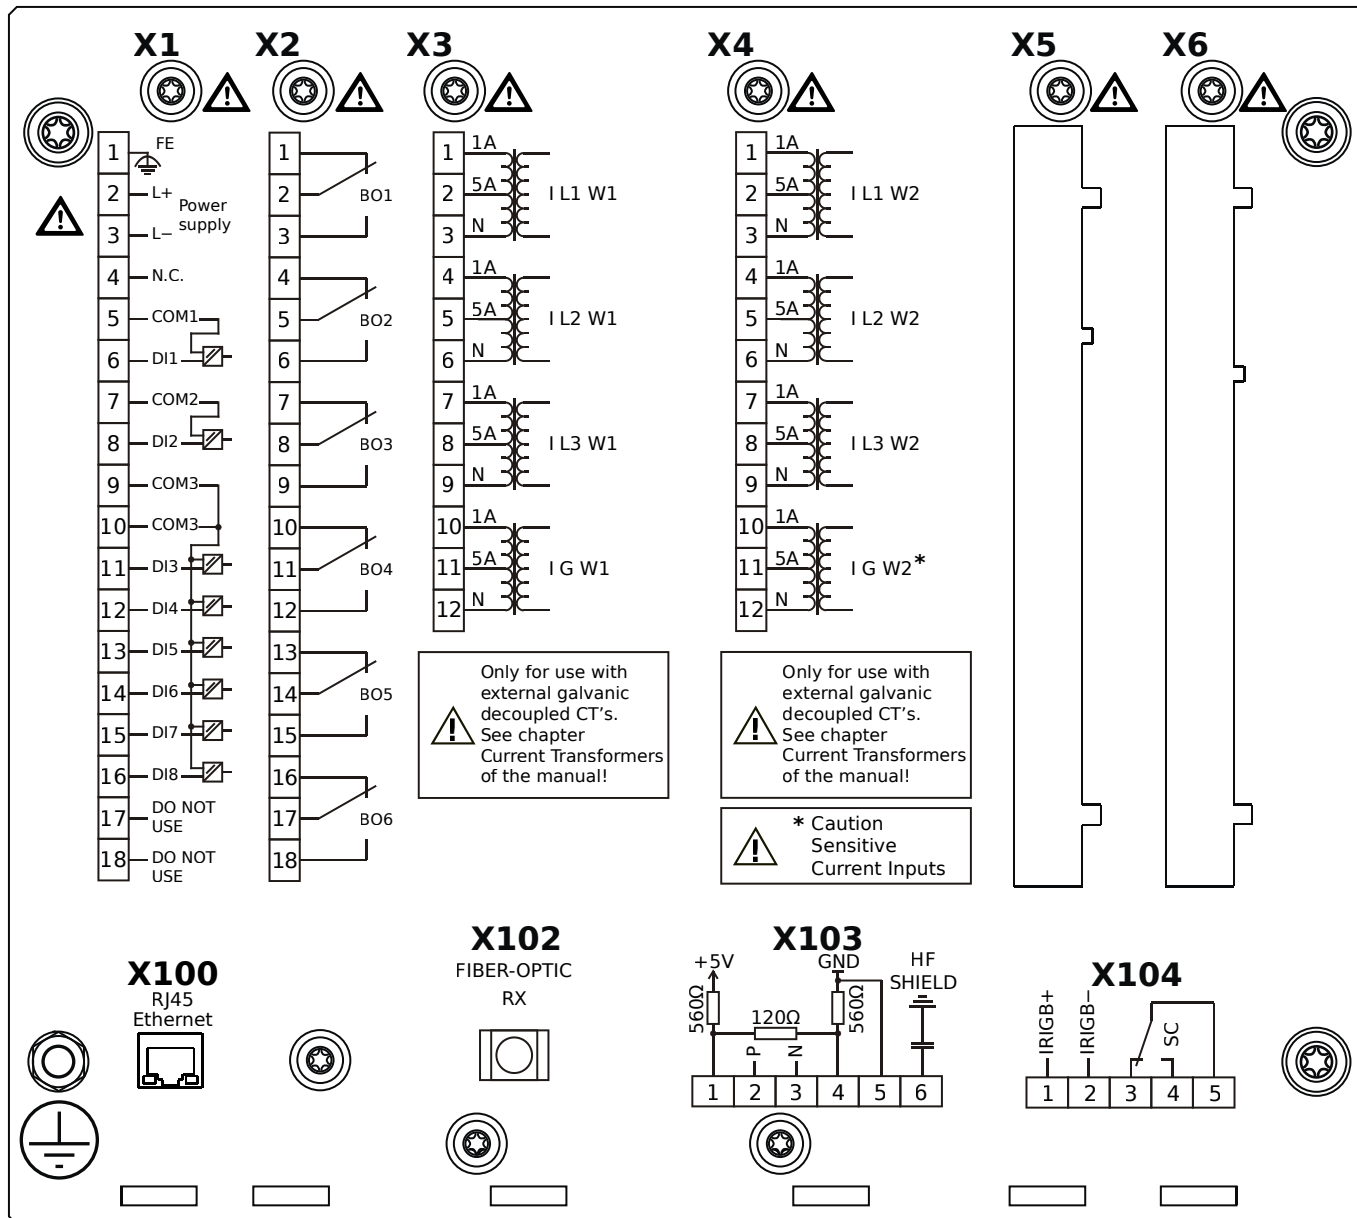 X1
X2
X3
X4
X5
X6
1 FE
2 L+
Power
supply
3 L−
4 N.C.
5 COM1
6 DI1
7 COM2
8 DI2
9 COM3
10 COM3
11 DI3
12 DI4
13 DI5
14 DI6
15 DI7
16 DI8
17 DO NOT
USE
18 DO NOT
USE
1
2 BO1
3
4
5 BO2
6
7
8 BO3
9
10
11 BO4
12
13
14 BO5
15
16
17 BO6
18
1 1A
2 5A I L1 W1
3 N
4 1A
5 5A I L2 W1
6 N
7 1A
8 5A I L3 W1
9 N
10 1A
11 5A I G W1
12 N
Only for use with
external galvanic
decoupled CT's.
See chapter
Current Transformers
of the manual!
1 1A
2 5A I L1 W2
3 N
4 1A
5 5A I L2 W2
6 N
7 1A
8 5A I L3 W2
9 N
10 1A
11 5A I G W2*
12 N
Only for use with
external galvanic
decoupled CT's.
See chapter
Current Transformers
of the manual!
* Caution
Sensitive
Current Inputs
X100
RJ45
Ethernet
X102
FIBER-OPTIC
RX
X103
+5V
GND
HF
SHIELD
560Ω
120Ω
560Ω
P
N
1 2 3 4 5 6
X104
IRIGB+
IRIGB−
SC
1 2 3 4 5